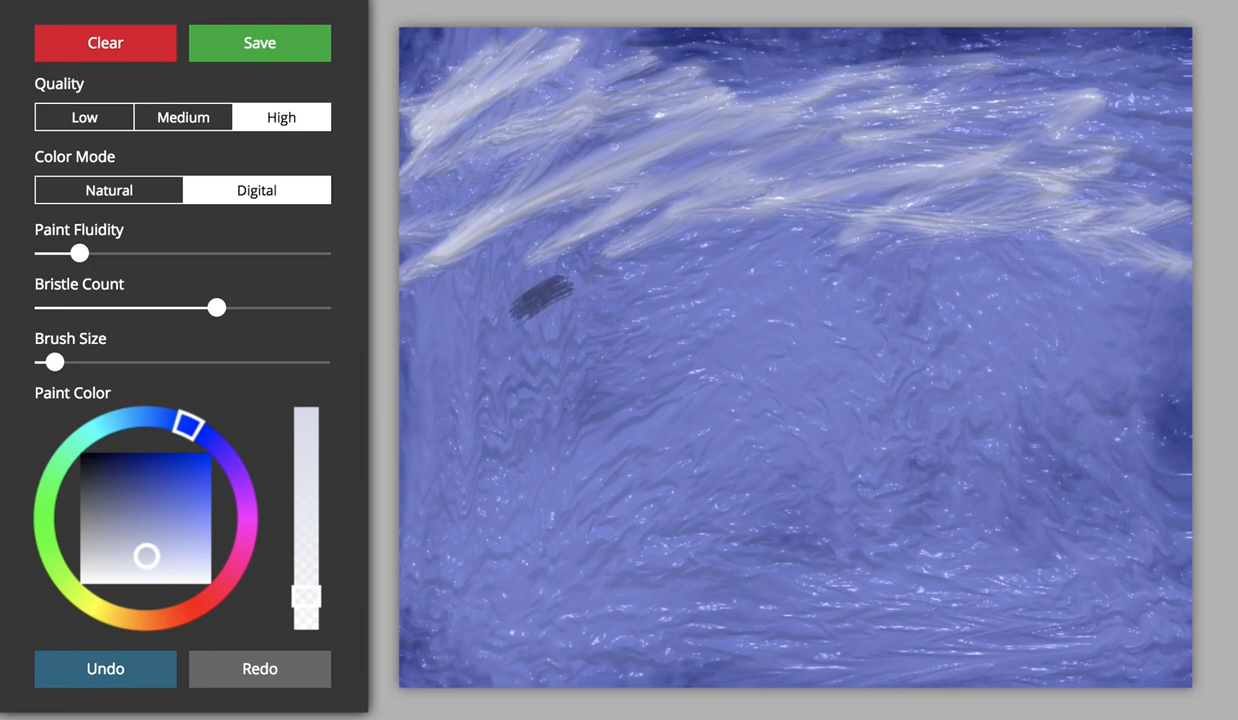 Clear
Save
Quality
Low
Medium
High
Color Mode
Natural
Digital
Paint Fluidity
Bristle Count
Brush Size
Paint Color
Undo
Redo